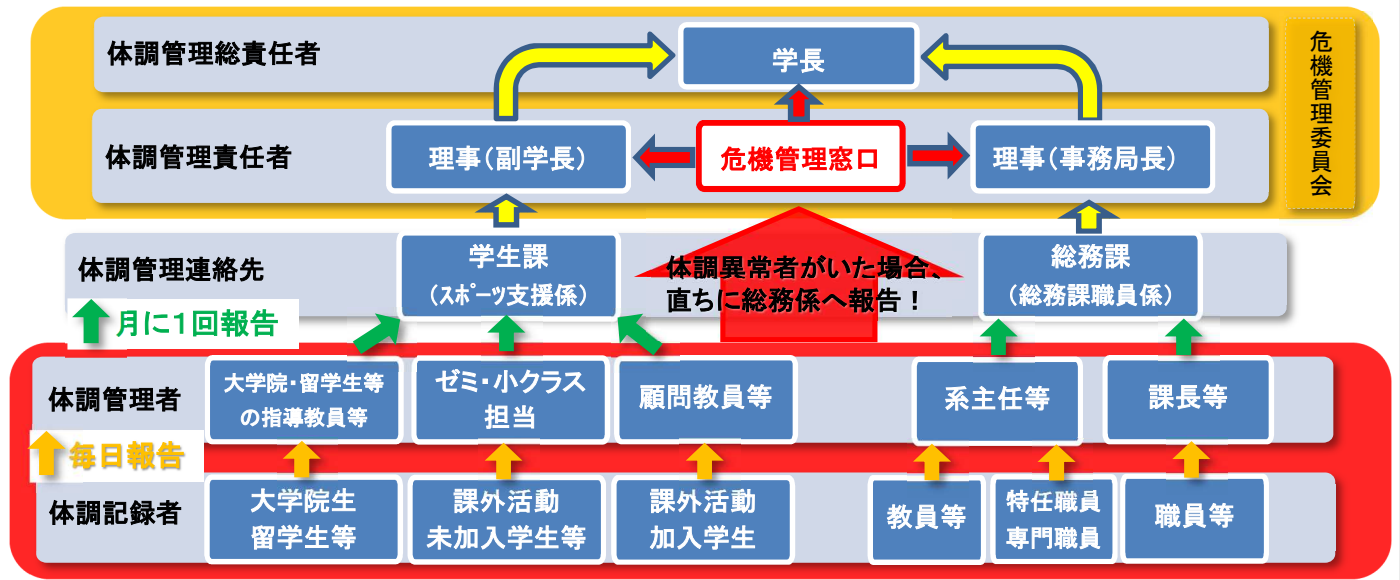 体調管理総責任者
学長
危機管理委員会
体調管理責任者
理事（副学長）
危機管理窓口
理事（事務局長）
体調管理連絡先
学生課
（スポーツ支援係）
体調異常者がいた場合、
直ちに総務係へ報告！
総務課
（総務課職員係）
月に１回報告
体調管理者
大学院・留学生等
の指導教員等
ゼミ・小クラス
担当
顧問教員等
系主任等
課長等
毎日報告
体調記録者
大学院生
留学生等
課外活動
未加入学生等
課外活動
加入学生
教員等
特任職員
専門職員
職員等